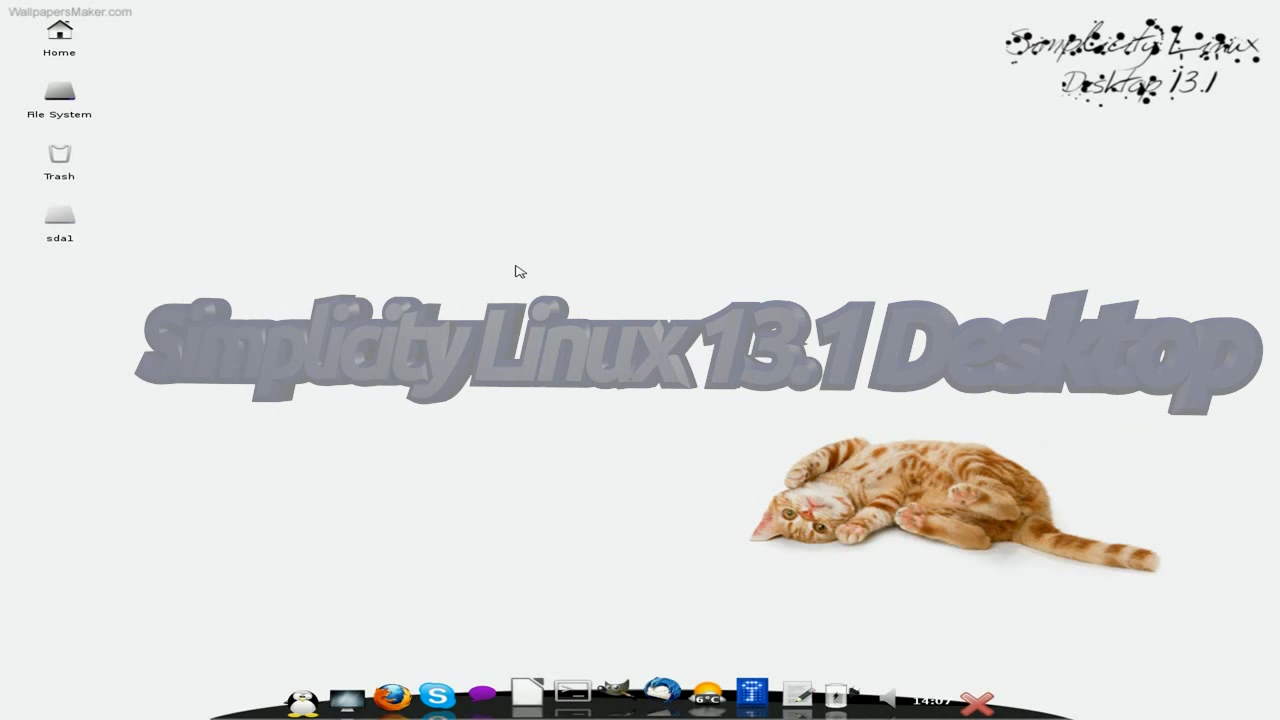 WallpapersMaker.com
Home
File System
Trash
sda1
Simplicity Linux
Desktop 13.1
Simplicity Linux 13.1 Desktop
6°C
14:07